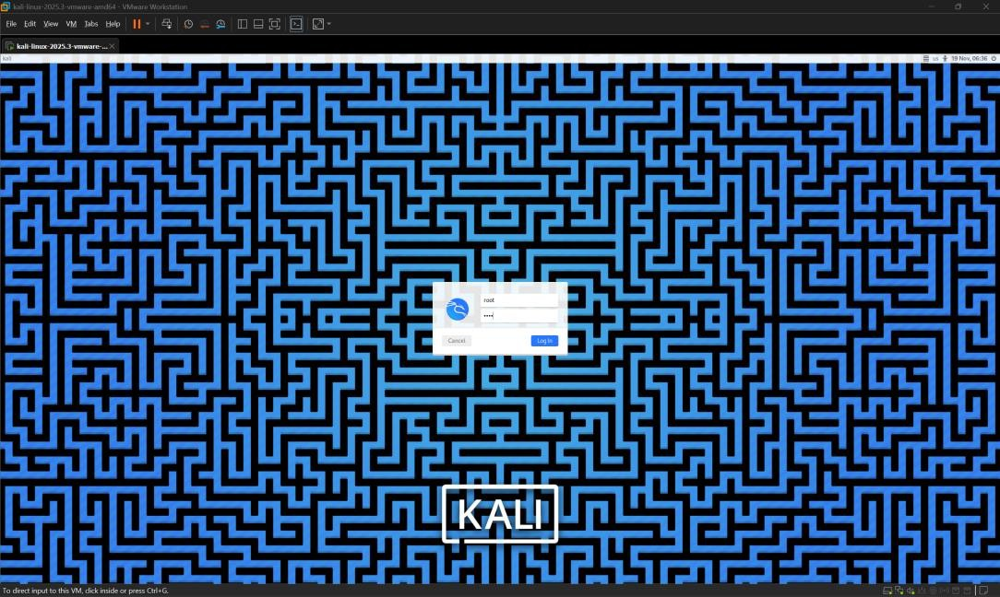 kali-linux-2025.3-vmware-amd64 - VMware Workstation
File Edit View VM Tabs Help
kali-linux-2025.3-vmware-...
kali us 19 Nov, 06:36
root
••••
Cancel Log In
KALI
To direct input to this VM, click inside or press Ctrl+G.